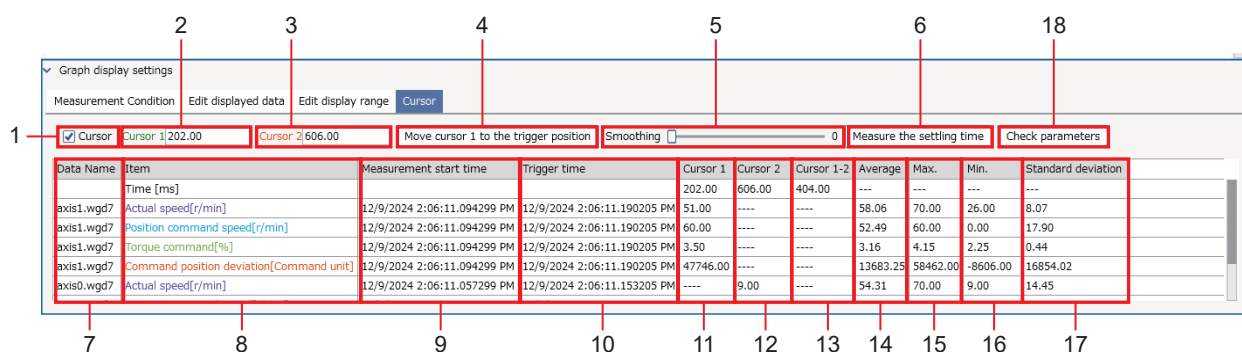 2 3 4 5 6 18
Graph display settings
Measurement Condition Edit displayed data Edit display range Cursor
1 Cursor Cursor 1 202.00 Cursor 2 606.00 Move cursor 1 to the trigger position Smoothing 0 Measure the settling time Check parameters
Data Name Item Measurement start time Trigger time Cursor 1 Cursor 2 Cursor 1-2 Average Max. Min. Standard deviation
Time [ms] 202.00 606.00 404.00 --- --- --- ---
axis1.wgd7 Actual speed[r/min] 12/9/2024 2:06:11.094299 PM 12/9/2024 2:06:11.190205 PM 51.00 ---- ---- 58.06 70.00 26.00 8.07
axis1.wgd7 Position command speed[r/min] 12/9/2024 2:06:11.094299 PM 12/9/2024 2:06:11.190205 PM 60.00 ---- ---- 52.49 60.00 0.00 17.90
axis1.wgd7 Torque command[%] 12/9/2024 2:06:11.094299 PM 12/9/2024 2:06:11.190205 PM 3.50 ---- ---- 3.16 4.15 2.25 0.44
axis1.wgd7 Command position deviation[Command unit] 12/9/2024 2:06:11.094299 PM 12/9/2024 2:06:11.190205 PM 47746.00 ---- ---- 13683.25 58462.00 -8606.00 16854.02
axis0.wgd7 Actual speed[r/min] 12/9/2024 2:06:11.057299 PM 12/9/2024 2:06:11.153205 PM ---- 9.00 ---- 54.31 70.00 9.00 14.45
7 8 9 10 11 12 13 14 15 16 17